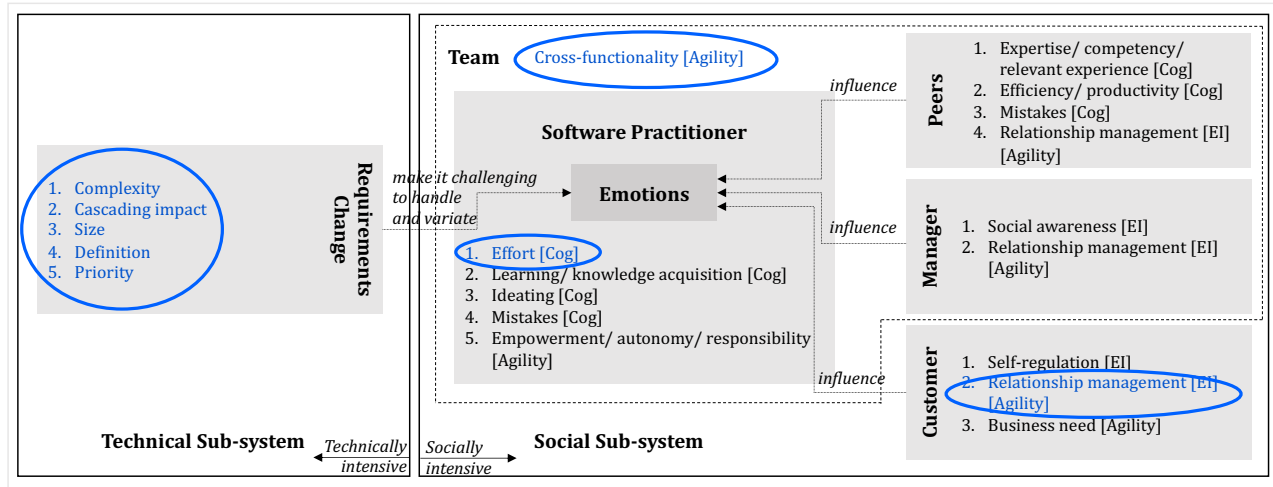 Team
Cross-functionality [Agility]
Software Practitioner
Emotions
1. Effort [Cog]
2. Learning/ knowledge acquisition [Cog]
3. Ideating [Cog]
4. Mistakes [Cog]
5. Empowerment/ autonomy/ responsibility
[Agility]
Requirements
Change
1. Complexity
2. Cascading impact
3. Size
4. Definition
5. Priority
make it challenging
to handle
and variate
influence
Peers
1. Expertise/ competency/
relevant experience [Cog]
2. Efficiency/ productivity [Cog]
3. Mistakes [Cog]
4. Relationship management [EI]
[Agility]
influence
Manager
1. Social awareness [EI]
2. Relationship management [EI]
[Agility]
influence
Customer
1. Self-regulation [EI]
2. Relationship management [EI]
[Agility]
3. Business need [Agility]
Technical Sub-system
Technically
intensive
Socially
intensive
Social Sub-system